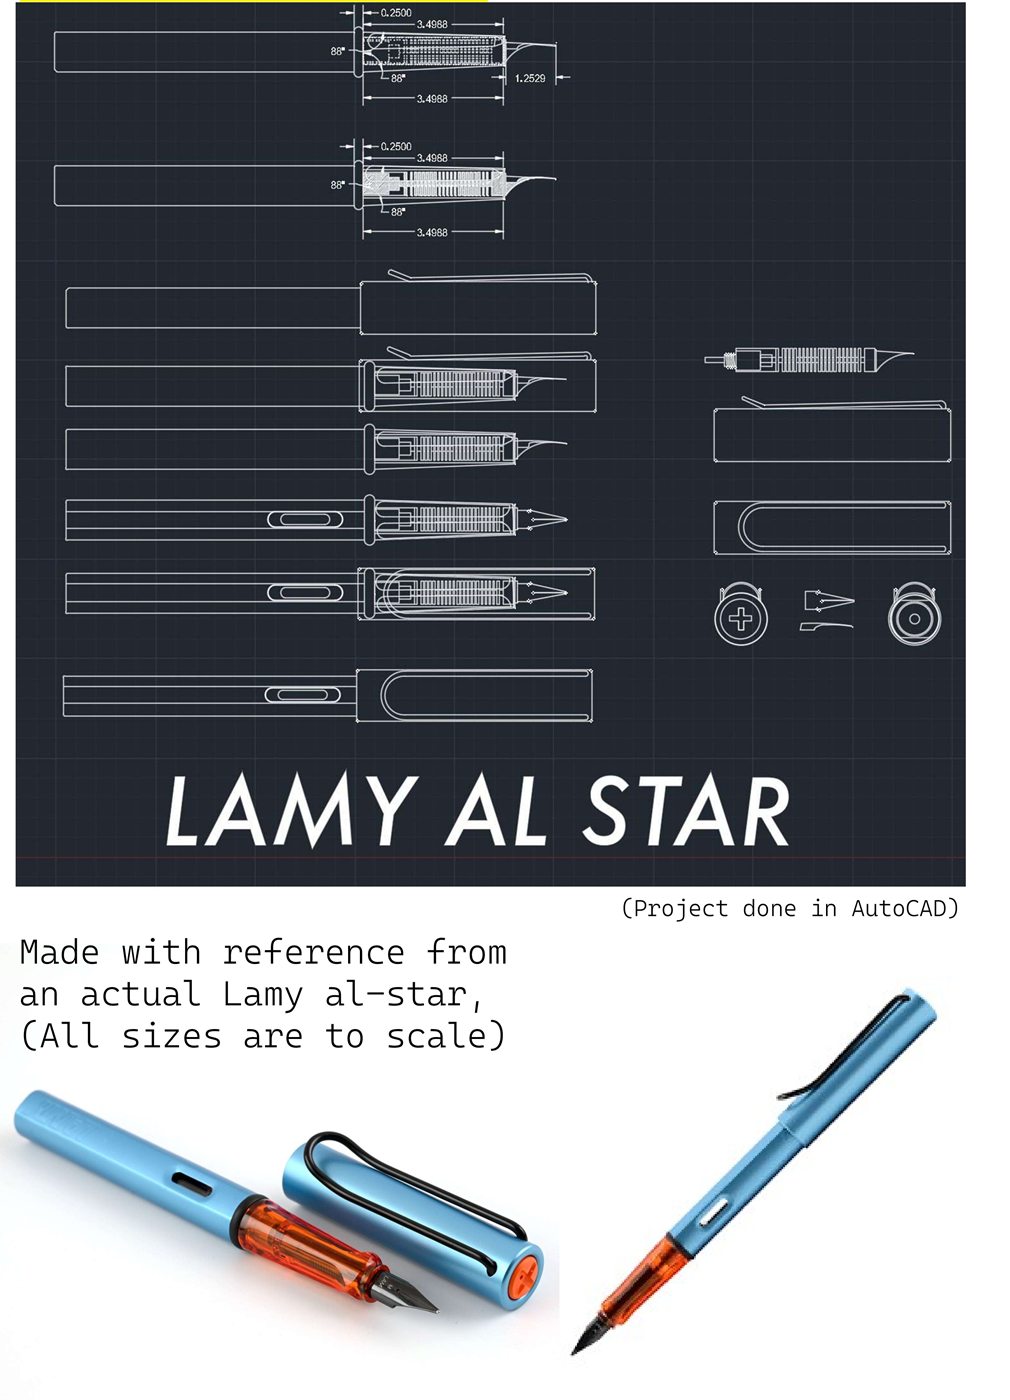 0.2500
3.4988
88°
88°
1.2529
3.4988
0.2500
3.4988
88°
88°
3.4988
LAMY AL STAR
(Project done in AutoCAD)
Made with reference from
an actual Lamy al-star,
(All sizes are to scale)